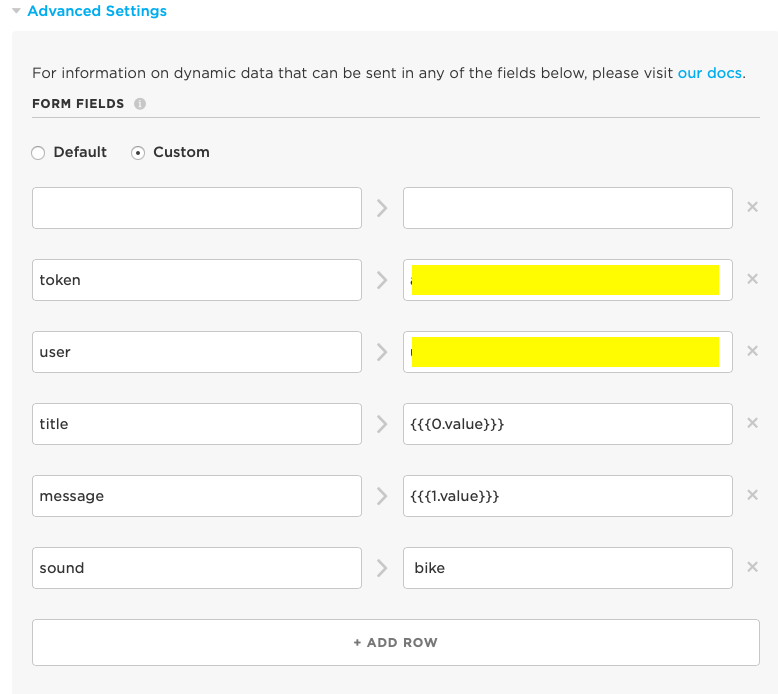 Advanced Settings
For information on dynamic data that can be sent in any of the fields below, please visit our docs.
FORM FIELDS
Default Custom
token
user
title {{{0.value}}}
message {{{1.value}}}
sound bike
+ ADD ROW